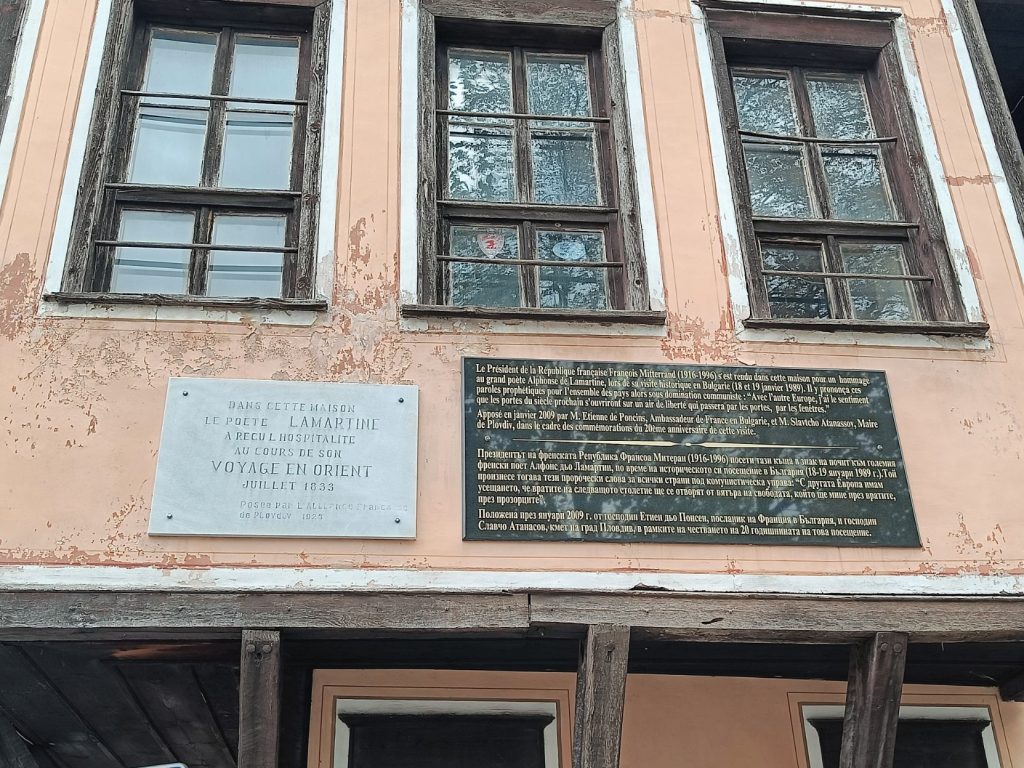 DANS CETTE MAISON
LE POETE LAMARTINE
A RECU L'HOSPITALITE
AU COURS DE SON
VOYAGE EN ORIENT
JUILLET 1833
Posee par L'Alliance Française
de Plovdiv
Le Président de la République française François Mitterrand (1916-1996) s'est rendu dans cette maison pour un hommage
au grand poète Alphonse de Lamartine, lors de sa visite historique en Bulgarie (18 et 19 janvier 1989). Il y prononça ces
paroles prophétiques pour l'ensemble des pays alors sous domination communiste : "Avec l'autre Europe, j'ai le sentiment
que les portes du siècle prochain s'ouvriront sur un air de liberté qui passera par les portes, par les fenêtres."
Apposé en janvier 2009 par M. Etienne de Poncins, Ambassadeur de France en Bulgarie, et M. Slavtcho Atanassov, Maire
de Plovdiv, dans le cadre des commémorations du 20ème anniversaire de cette visite.
Президентът на френската Република Франсоа Митеран (1916-1996) посети тази къща в знак на почит към големия
френски поет Алфонс дьо Ламартин, по време на историческото си посещение в България (18-19 януари 1989 г.).Той
произнесе тогава тези пророчески слова за всички страни под комунистическа управа: "С другата Европа имам
усещането, че вратите на следващото столетие ще се отворят от вятъра на свободата, който ще мине през вратите,
през прозорците".
Положена през януари 2009 г. от господин Етиен дьо Понсен, посланик на Франция в България, и господин
Славчо Атанасов, кмет на град Пловдив, в рамките на честването на 20 годишнината на това посещение.